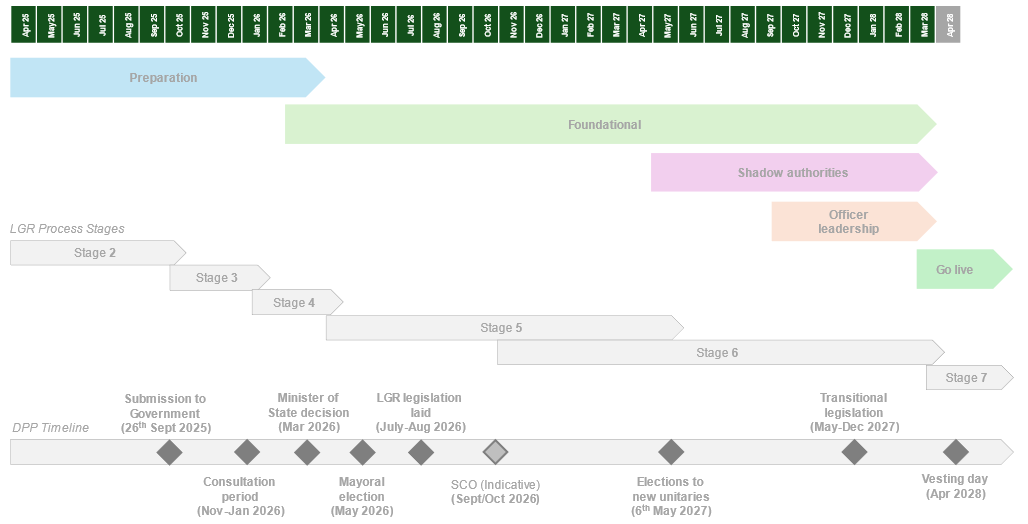 Apr 25 May25 Jun 25 Jul 25 Aug 25 Sep 25 Oct 25 Nov 25 Dec 25 Jan 26 Feb 26 Mar 26 Apr 26 May 26 Jun 26 Jul 26 Aug 26 Sep 26 Oct 26 Nov 26 Dec 26 Jan 27 Feb 27 Mar 27 Apr 27 May27 Jun 27 Jul 27 Aug 27 Sep 27 Oct 27 Nov 27 Dec 27 Jan 28 Feb 28 Mar 28 Apr 28
Preparation
Foundational
Shadow authorities
Officer
leadership
LGR Process Stages
Stage 2
Go live
Stage 3
Stage 4
Stage 5
Stage 6
Stage 7
Submission to
Government
(26th Sept 2025)
Minister of
State decision
(Mar 2026)
LGR legislation
laid
(July-Aug 2026)
Transitional
legislation
(May-Dec 2027)
DPP Timeline
Consultation
period
(Nov-Jan 2026)
Mayoral
election
(May 2026)
SCO (Indicative)
(Sept/Oct 2026)
Elections to
new unitaries
(6th May 2027)
Vesting day
(Apr 2028)